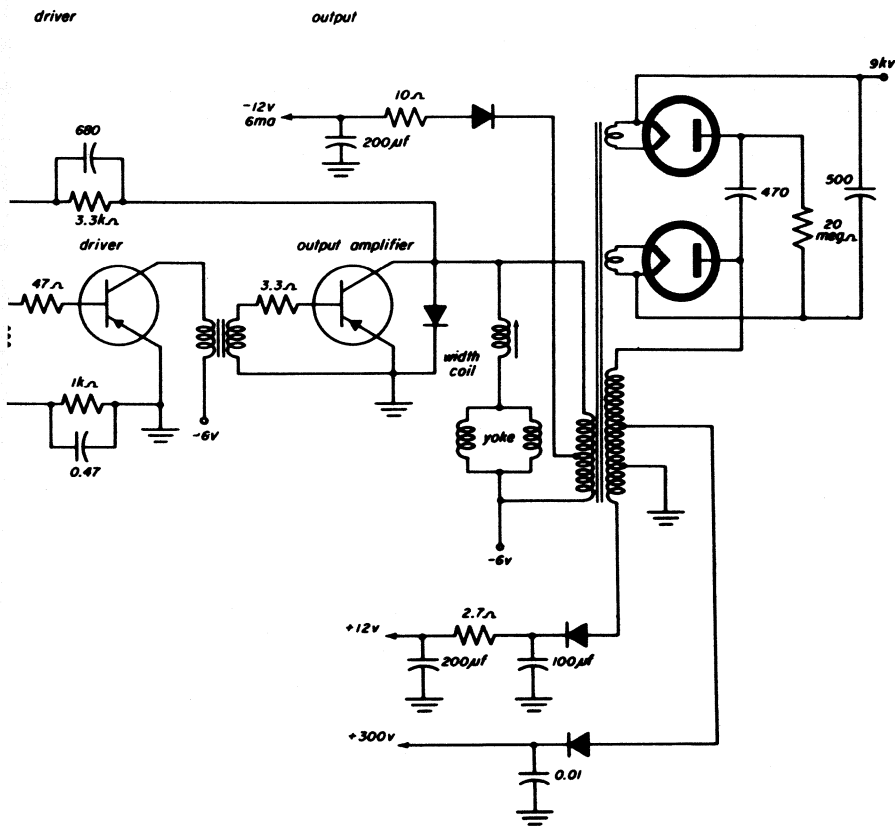 driver
output
9kv
-12v
6ma
10Ω
200µf
680
3.3kΩ
470
500
20
megΩ
driver
output amplifier
47Ω
3.3Ω
width
coil
1kΩ
-6v
yoke
0.47
-6v
+12v
2.7Ω
200µf
100µf
+300v
0.01